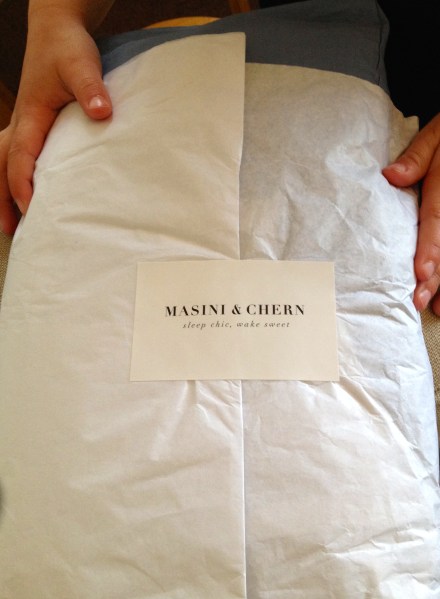 MASINI & CHERN
sleep chic, wake sweet